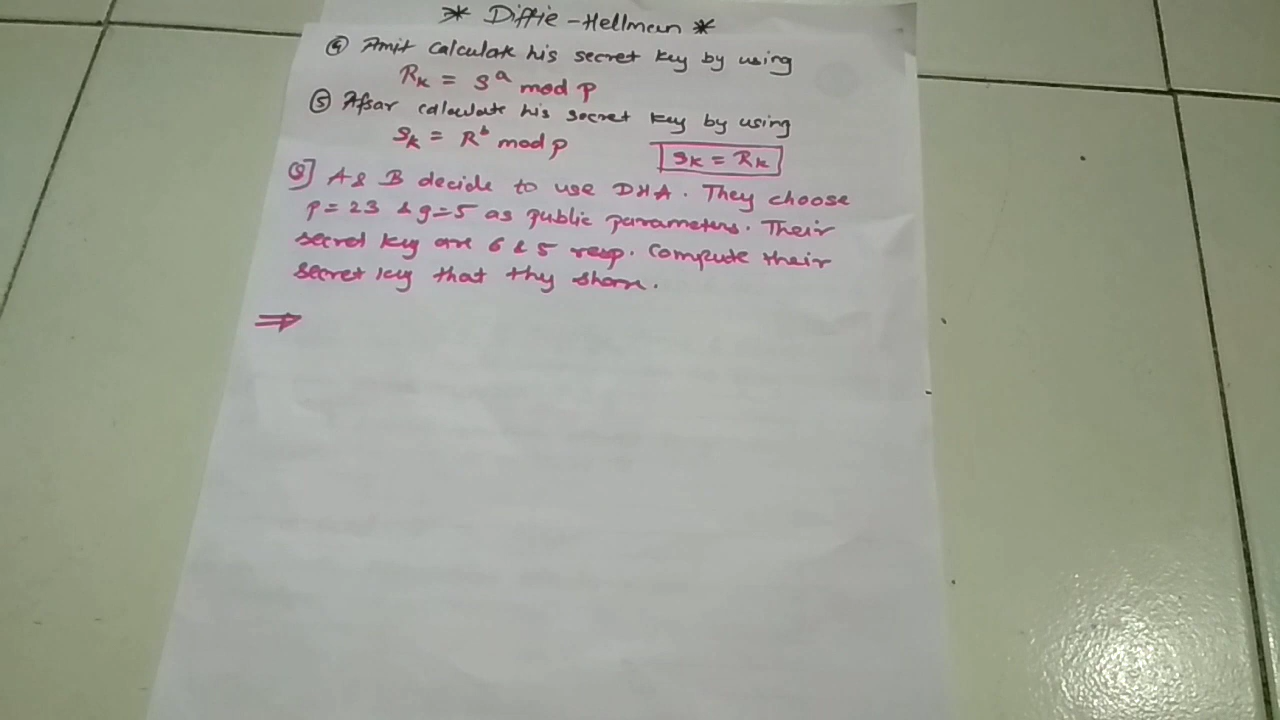 * Diffie-Hellman *
④ Amit calculate his secret key by using
Rk = S^a mod p
⑤ Afsar calculate his secret key by using
Sk = R^b mod p
Sk = Rk
Q] A & B decide to use DHA. They choose
p=23 & g=5 as public parameters. Their
secret key are 6 & 5 resp. Compute their
secret key that thy share.
⇒